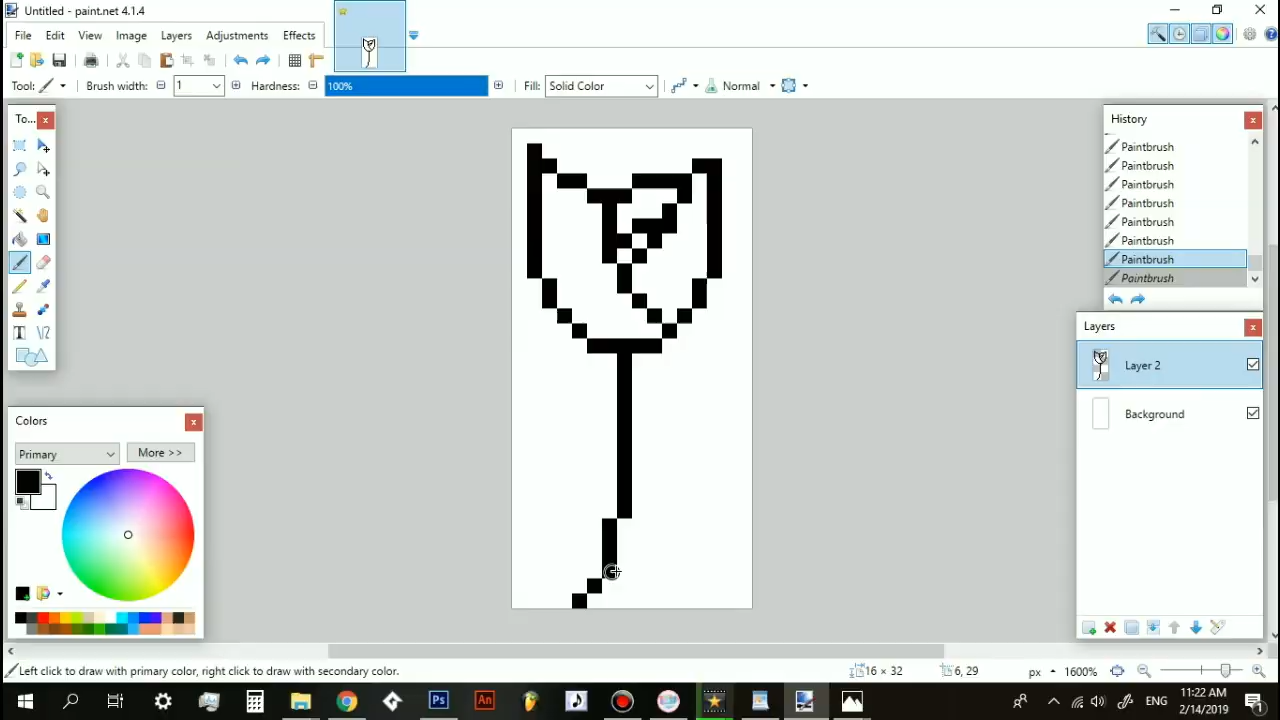 Untitled - paint.net 4.1.4
File Edit View Image Layers Adjustments Effects
Tool: Brush width: 1 Hardness: 100% Fill: Solid Color Normal
To...
History
Paintbrush
Paintbrush
Paintbrush
Paintbrush
Paintbrush
Paintbrush
Paintbrush
Paintbrush
Layers
Layer 2
Background
Colors
Primary More >>
Left click to draw with primary color, right click to draw with secondary color. 16 × 32 6, 29 px 1600%
Ps An ENG 11:22 AM
2/14/2019